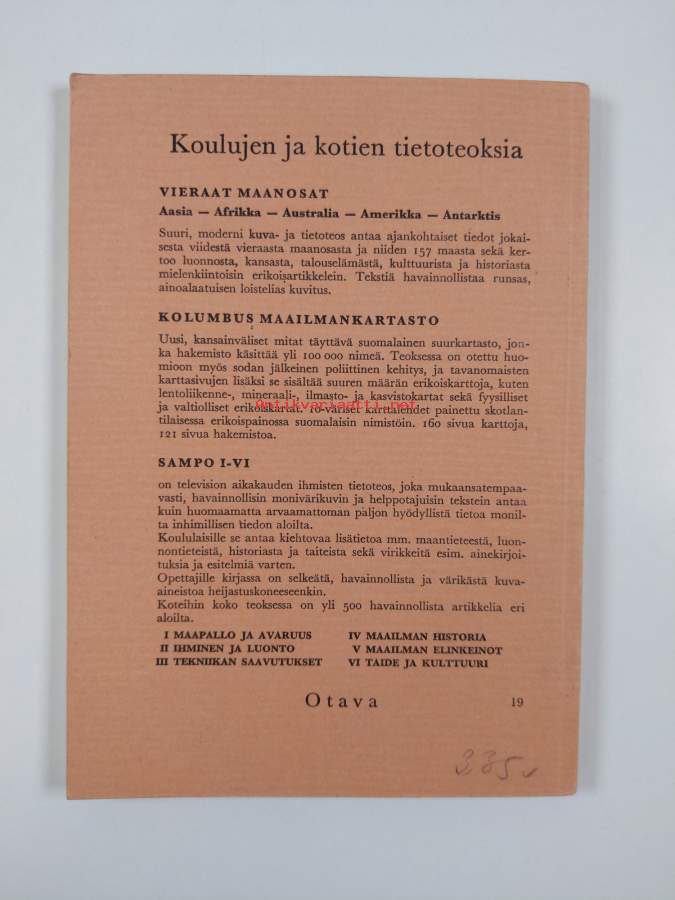 Koulujen ja kotien tietoteoksia
VIERAAT MAANOSAT
Aasia — Afrikka — Australia — Amerikka — Antarktis
Suuri, moderni kuva- ja tietoteos antaa ajankohtaiset tiedot jokai-
sesta viidestä vieraasta maanosasta ja niiden 157 maasta sekä ker-
too luonnosta, kansasta, talouselämästä, kulttuurista ja historiasta
mielenkiintoisin erikoisartikkelein. Tekstiä havainnollistaa runsas,
ainoalaatuisen loistelias kuvitus.
KOLUMBUS MAAILMANKARTASTO
Uusi, kansainväliset mitat täyttävä suomalainen suurkartasto, jon-
ka hakemisto käsittää yli 100 000 nimeä. Teoksessa on otettu huo-
mioon myös sodan jälkeinen poliittinen kehitys, ja tavanomaisten
karttasivujen lisäksi se sisältää suuren määrän erikoiskarttoja, kuten
lentoliikenne-, mineraali-, ilmasto- ja kasvistokartat sekä fyysilliset
ja valtiolliset erikoiskartat. 10-väriset karttalehdet painettu skotlan-
Antikvariaatti.net
tilaisessa erikoispainossa suomalaisin nimistöin. 160 sivua karttoja,
121 sivua hakemistoa.
SAMPO I-VI
on television aikakauden ihmisten tietoteos, joka mukaansatempaa-
vasti, havainnollisin monivärikuvin ja helppotajuisin tekstein antaa
kuin huomaamatta arvaamattoman paljon hyödyllistä tietoa monil-
ta inhimillisen tiedon aloilta.
Koululaisille se antaa kiehtovaa lisätietoa mm. maantieteestä, luon-
nontieteistä, historiasta ja taiteista sekä virikkeitä esim. ainekirjoi-
tuksia ja esitelmiä varten.
Opettajille kirjassa on selkeätä, havainnollista ja värikästä kuva-
aineistoa heijastuskoneeseenkin.
Koteihin koko teoksessa on yli 500 havainnollista artikkelia eri
aloilta.
I MAAPALLO JA AVARUUS
II IHMINEN JA LUONTO
III TEKNIIKAN SAAVUTUKSET
IV MAAILMAN HISTORIA
V MAAILMAN ELINKEINOT
VI TAIDE JA KULTTUURI
Otava 19
3,85